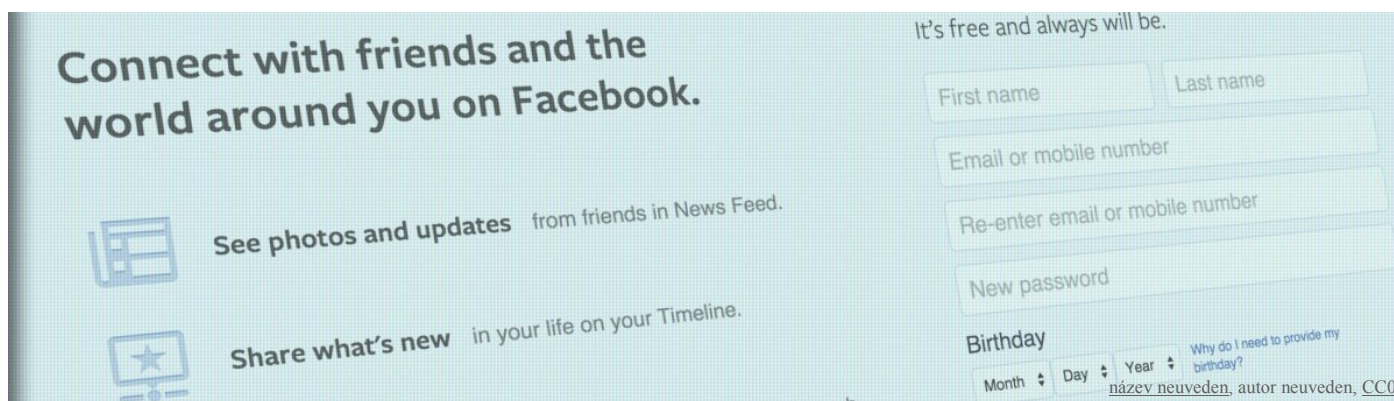 Connect with friends and the
world around you on Facebook.
See photos and updates from friends in News Feed.
Share what's new in your life on your Timeline.
It's free and always will be.
First name
Last name
Email or mobile number
Re-enter email or mobile number
New password
Birthday
Month
Day
Year
Why do I need to provide my
birthday?
název neuveden, autor neuveden, CC0